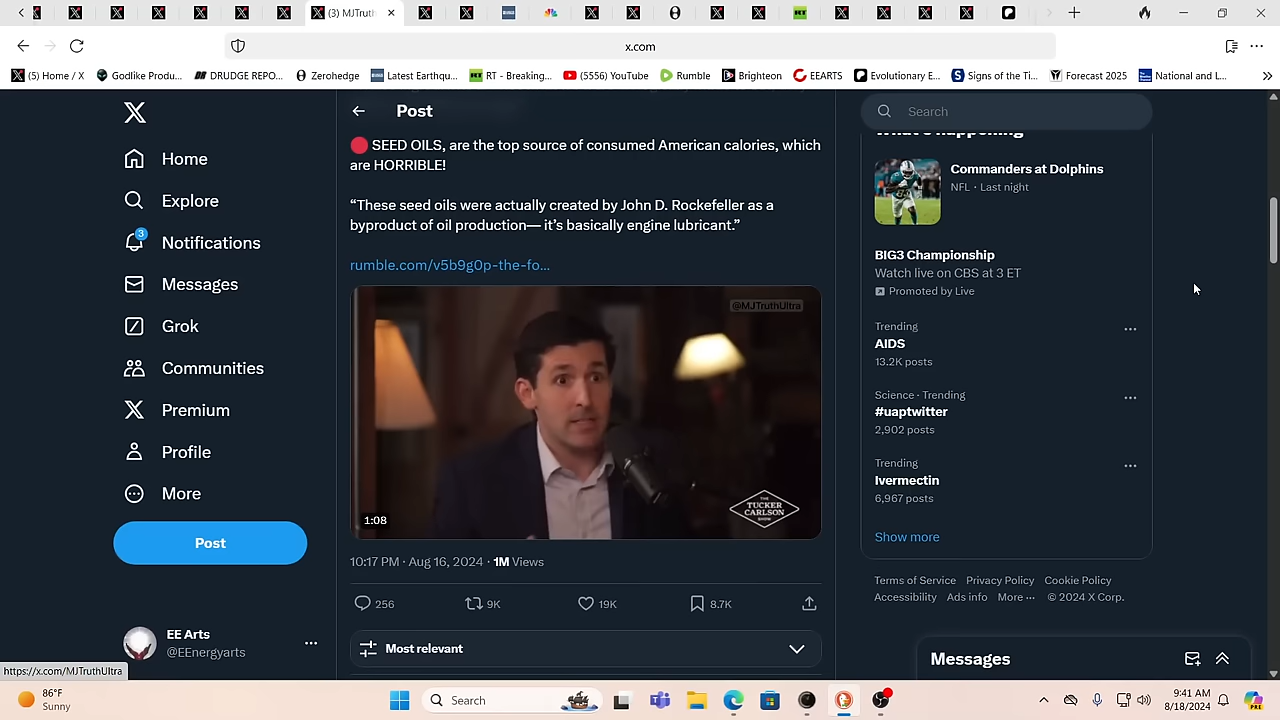 (3) MJTruth
x.com
(5) Home / X
Godlike Produ...
DRUDGE REPO...
Zerohedge
Latest Earthqu...
RT - Breaking...
(5556) YouTube
Rumble
Brighteon
EEARTS
Evolutionary E...
Signs of the Ti...
Forecast 2025
National and L...
Home
Explore
3
Notifications
Messages
Grok
Communities
Premium
Profile
More
Post
EE Arts
@EEnergyarts
https://x.com/MJTruthUltra
Post
SEED OILS, are the top source of consumed American calories, which
are HORRIBLE!
“These seed oils were actually created by John D. Rockefeller as a
byproduct of oil production— it’s basically engine lubricant.”
rumble.com/v5b9g0p-the-fo...
@MJTruthUltra
THE
TUCKER
CARLSON
SHOW
1:08
10:17 PM · Aug 16, 2024 · 1M Views
256
9K
19K
8.7K
Most relevant
Search
What's happening
Commanders at Dolphins
NFL · Last night
BIG3 Championship
Watch live on CBS at 3 ET
Promoted by Live
Trending
AIDS
13.2K posts
Science · Trending
#uaptwitter
2,902 posts
Trending
Ivermectin
6,967 posts
Show more
Terms of Service Privacy Policy Cookie Policy
Accessibility Ads info More ··· © 2024 X Corp.
Messages
86°F
Sunny
Search
9:41 AM
8/18/2024